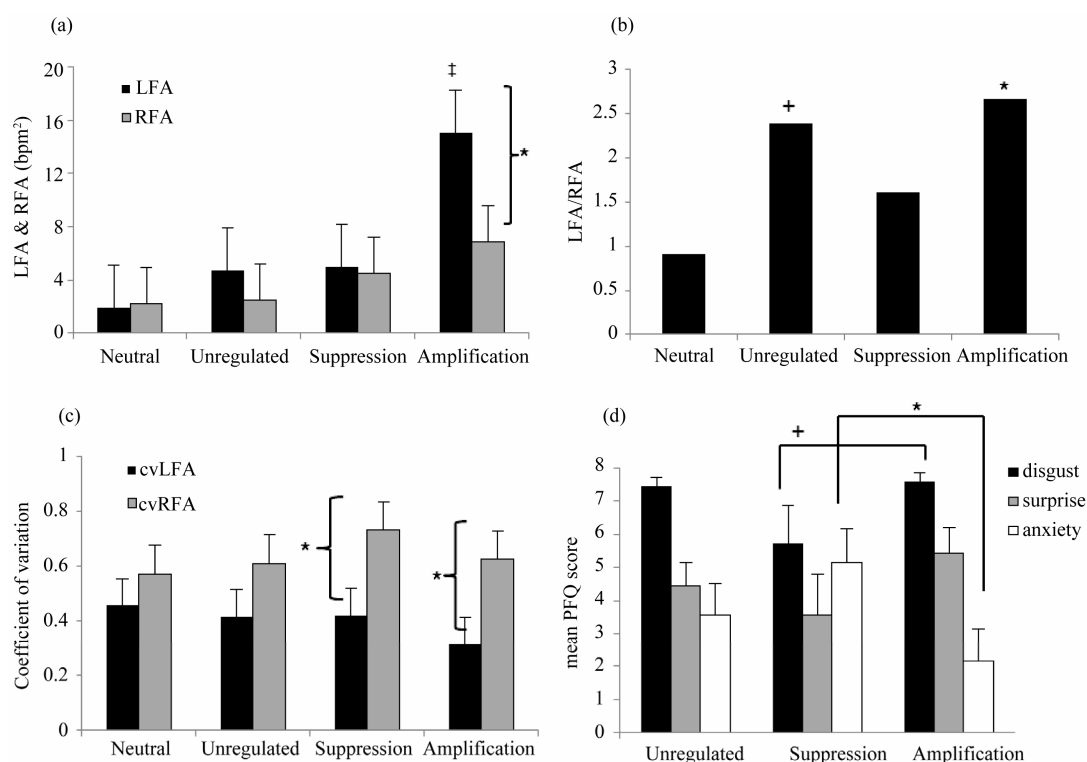 (a)
20
16
12
8
4
0
LFA & RFA (bpm²)
LFA
RFA
‡
*
Neutral Unregulated Suppression Amplification
(b)
3
2.5
2
1.5
1
0.5
0
LFA/RFA
+
*
Neutral Unregulated Suppression Amplification
(c)
1
0.8
0.6
0.4
0.2
0
Coefficient of variation
cvLFA
cvRFA
*
*
Neutral Unregulated Suppression Amplification
(d)
8
7
6
5
4
3
2
1
0
mean PFQ score
+
*
disgust
surprise
anxiety
Unregulated Suppression Amplification